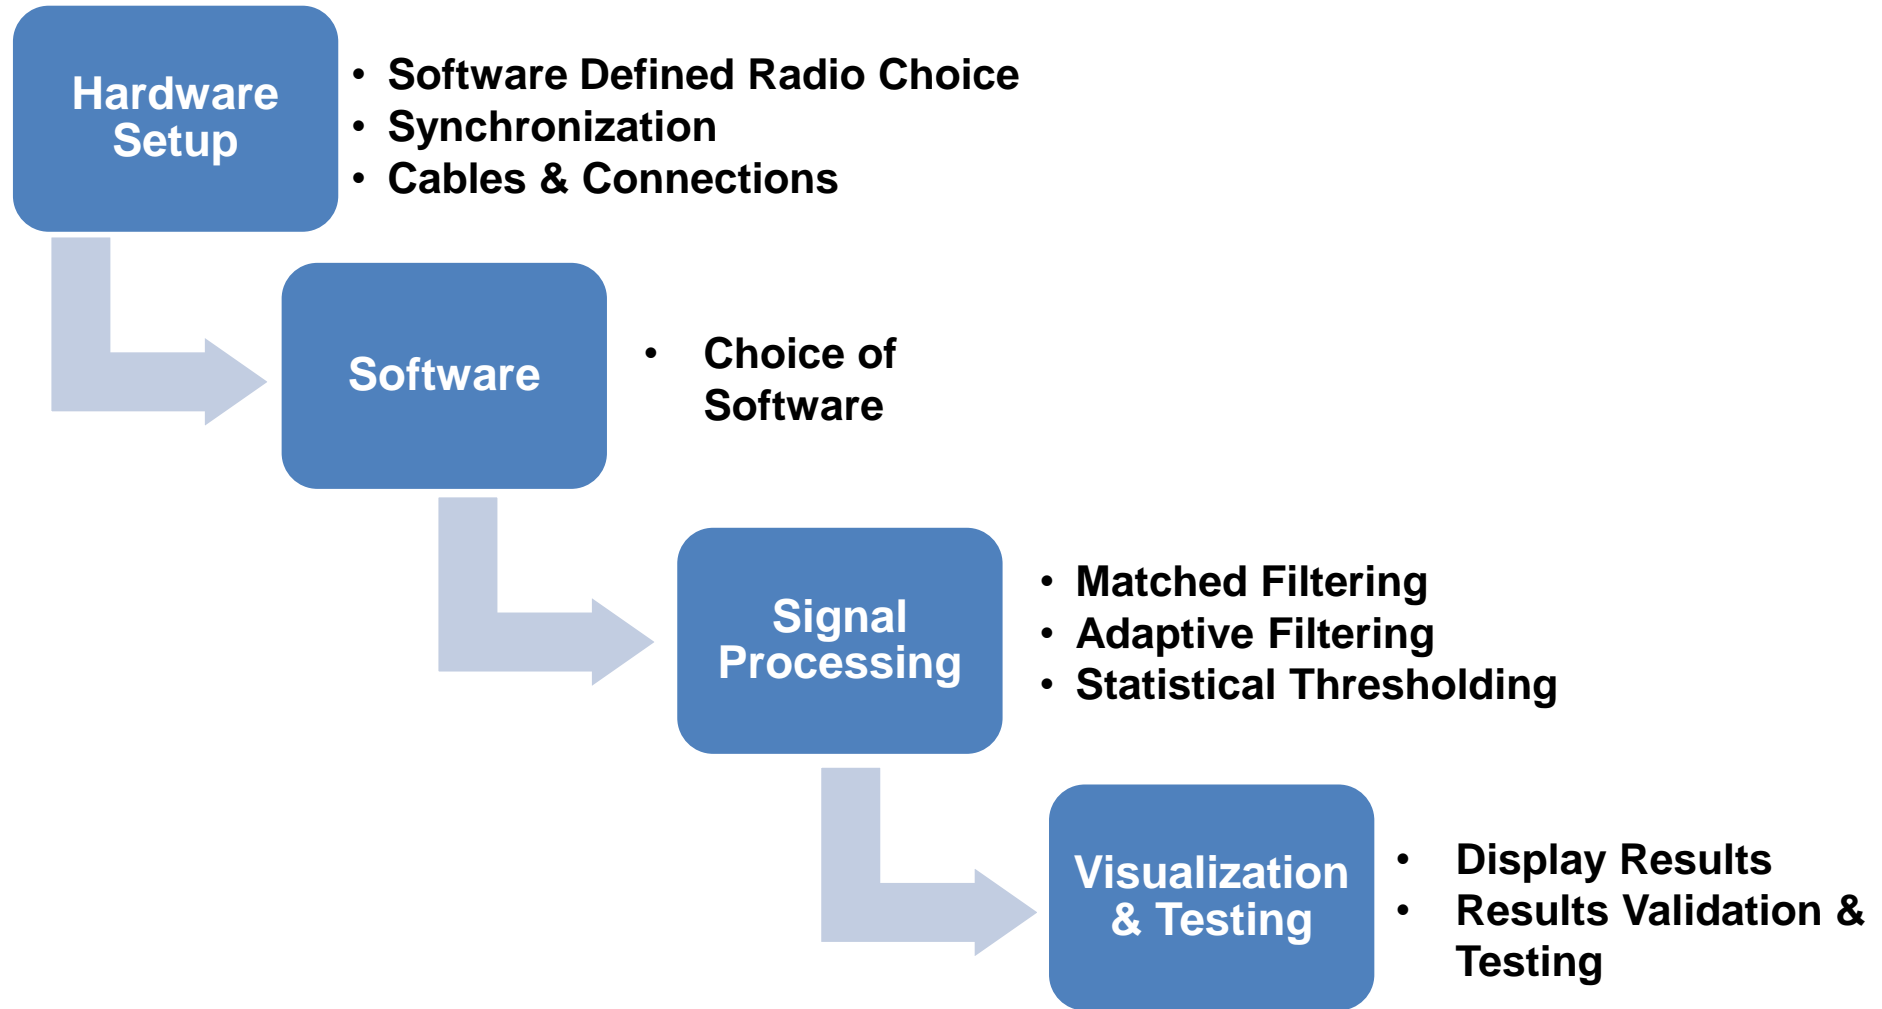 Hardware
Setup
• Software Defined Radio Choice
• Synchronization
• Cables & Connections
Software
• Choice of
Software
Signal
Processing
• Matched Filtering
• Adaptive Filtering
• Statistical Thresholding
Visualization
& Testing
• Display Results
• Results Validation &
Testing